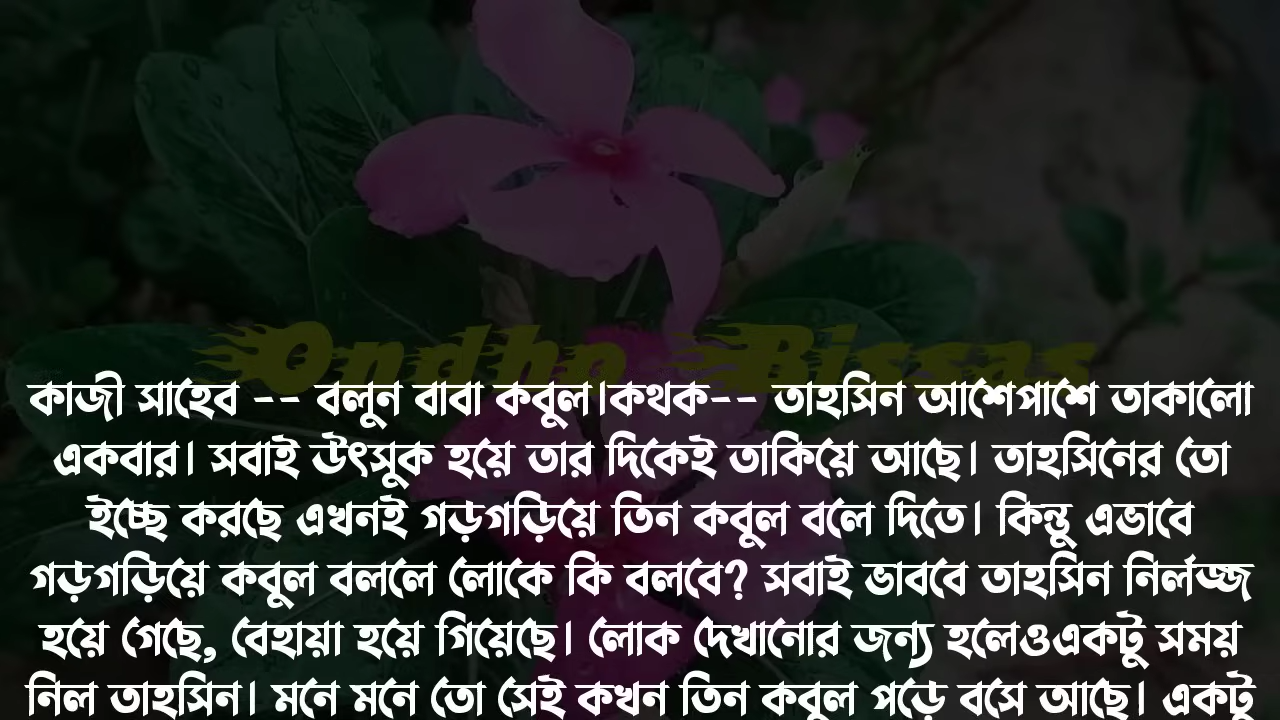 Ondho Bissas
কাজী সাহেব -- বলুন বাবা কবুল।কথক-- তাহসিন আশেপাশে তাকালো
একবার। সবাই উৎসুক হয়ে তার দিকেই তাকিয়ে আছে। তাহসিনের তো
ইচ্ছে করছে এখনই গড়গড়িয়ে তিন কবুল বলে দিতে। কিন্তু এভাবে
গড়গড়িয়ে কবুল বললে লোকে কি বলবে? সবাই ভাববে তাহসিন নির্লজ্জ
হয়ে গেছে, বেহায়া হয়ে গিয়েছে। লোক দেখানোর জন্য হলেওএকটু সময়
নিল তাহসিন। মনে মনে তো সেই কখন তিন কবুল পড়ে বসে আছে। একটু